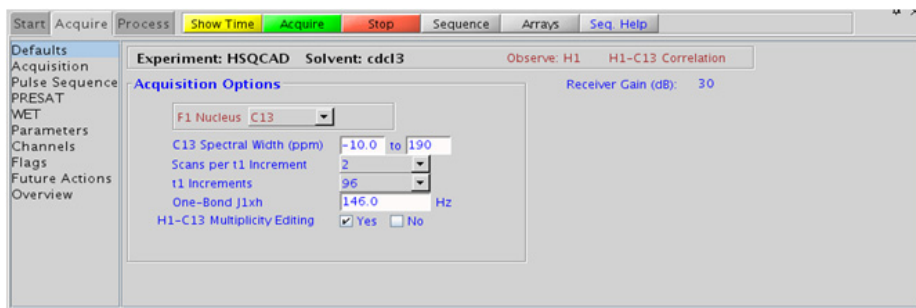 Start Acquire Process Show Time Acquire Stop Sequence Arrays Seq. Help
Defaults
Acquisition
Pulse Sequence
PRESAT
WET
Parameters
Channels
Flags
Future Actions
Overview
Experiment: HSQCAD Solvent: cdcl3 Observe: H1 H1-C13 Correlation
Acquisition Options Receiver Gain (dB): 30
F1 Nucleus C13
C13 Spectral Width (ppm) -10.0 to 190
Scans per t1 Increment 2
t1 Increments 96
One-Bond J1xh 146.0 Hz
H1-C13 Multiplicity Editing Yes No